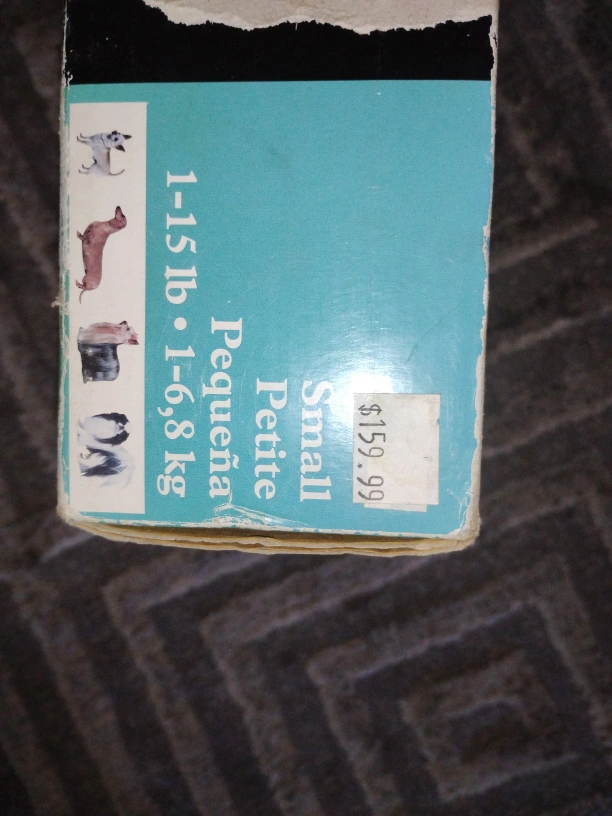 $159.99
Small
Petite
Pequeña
1-15 lb • 1-6,8 kg